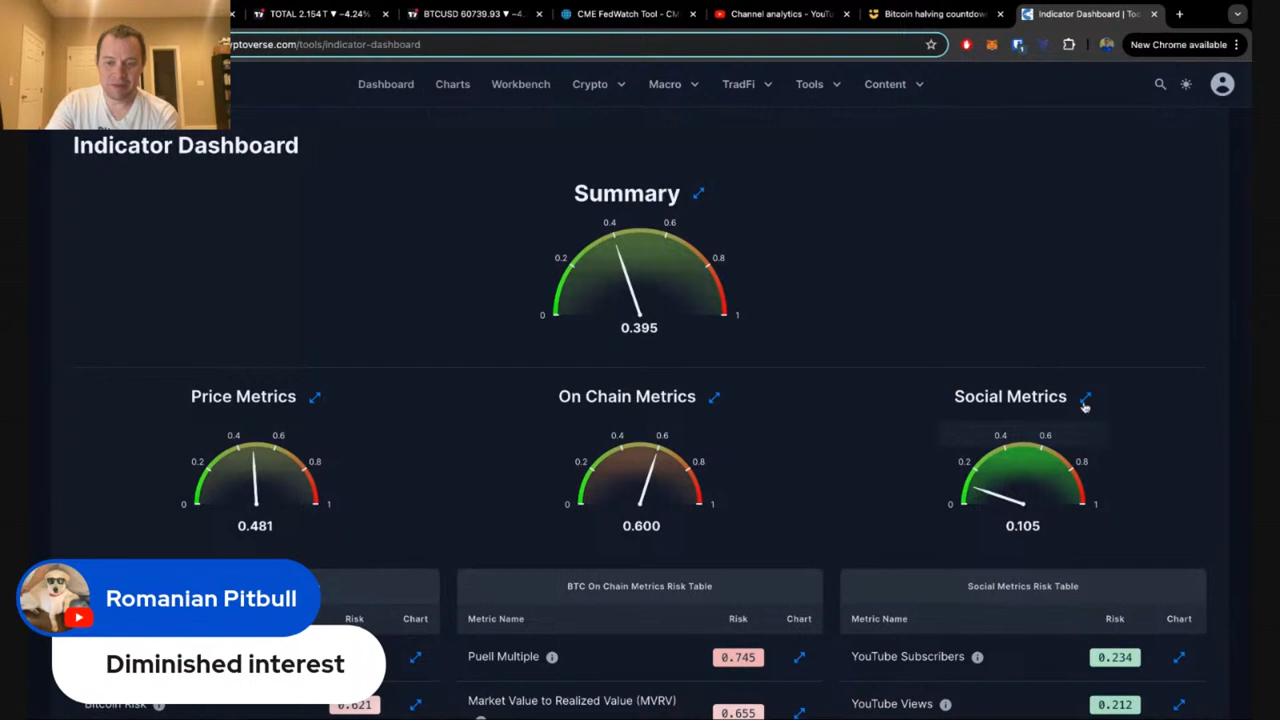 TOTAL 2.154 T ▼ −4.24%
BTCUSD 60739.93 ▼ −4.
CME FedWatch Tool - CM
Channel analytics - YouTu
Bitcoin halving countdow
Indicator Dashboard | Too
yptoverse.com/tools/indicator-dashboard
New Chrome available
Dashboard
Charts
Workbench
Crypto
Macro
TradFi
Tools
Content
Indicator Dashboard
Summary
0
0.2
0.4
0.6
0.8
1
0.395
Price Metrics
0
0.2
0.4
0.6
0.8
1
0.481
On Chain Metrics
0
0.2
0.4
0.6
0.8
1
0.600
Social Metrics
0
0.2
0.4
0.6
0.8
1
0.105
Risk
Chart
Bitcoin Risk
0.621
BTC On Chain Metrics Risk Table
Metric Name
Risk
Chart
Puell Multiple
0.745
Market Value to Realized Value (MVRV)
0.655
Social Metrics Risk Table
Metric Name
Risk
Chart
YouTube Subscribers
0.234
YouTube Views
0.212
Romanian Pitbull
Diminished interest